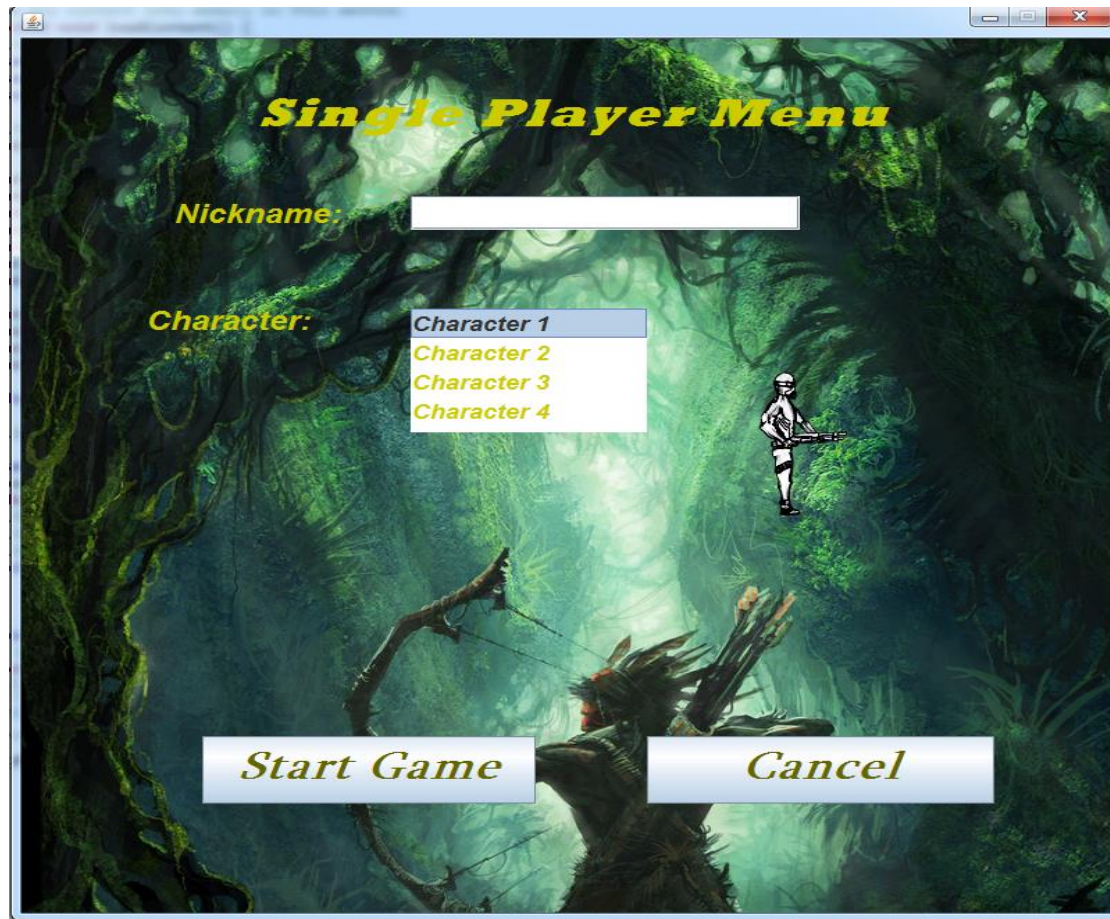 Single Player Menu
Nickname:
Character:
Character 1
Character 2
Character 3
Character 4
Start Game
Cancel